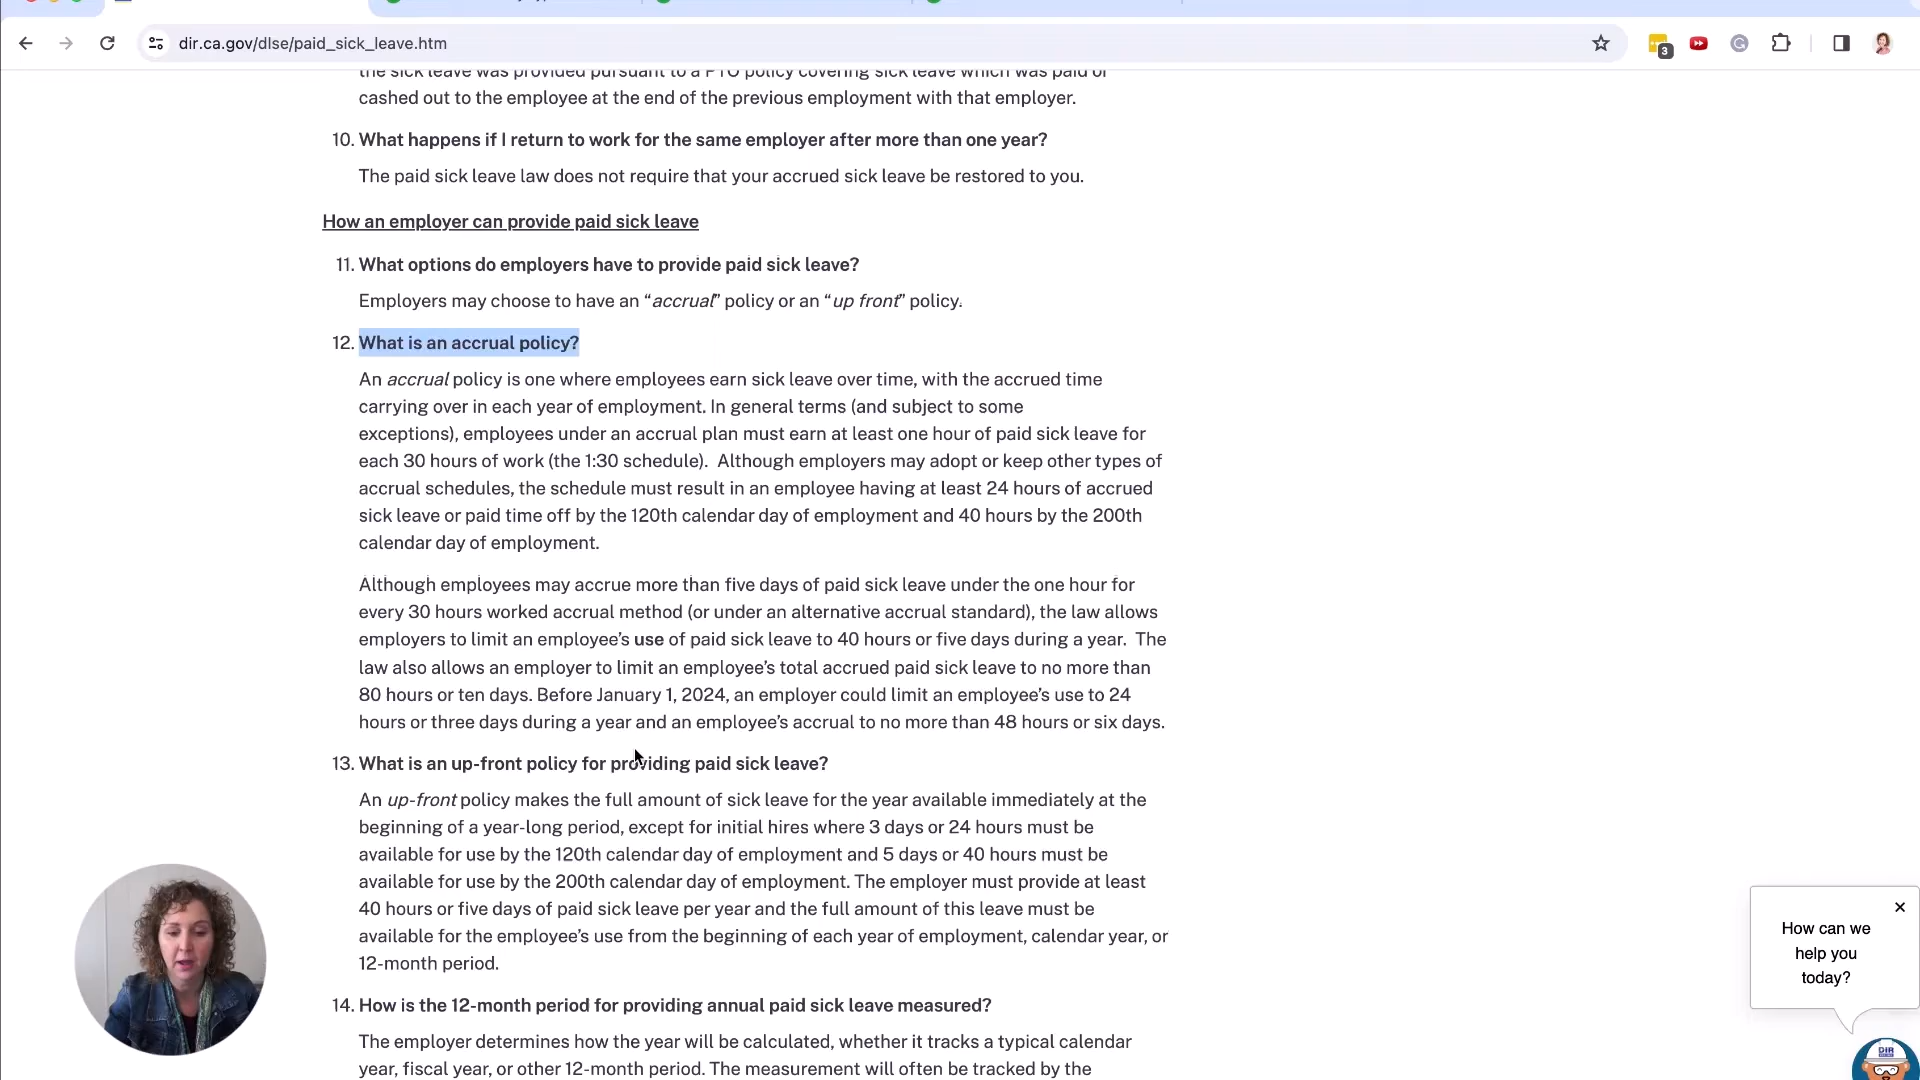 dir.ca.gov/dlse/paid_sick_leave.htm
3
the sick leave was provided pursuant to a PTO policy covering sick leave which was paid or
cashed out to the employee at the end of the previous employment with that employer.
10. What happens if I return to work for the same employer after more than one year?
The paid sick leave law does not require that your accrued sick leave be restored to you.
How an employer can provide paid sick leave
11. What options do employers have to provide paid sick leave?
Employers may choose to have an “accrual” policy or an “up front” policy.
12. What is an accrual policy?
An accrual policy is one where employees earn sick leave over time, with the accrued time
carrying over in each year of employment. In general terms (and subject to some
exceptions), employees under an accrual plan must earn at least one hour of paid sick leave for
each 30 hours of work (the 1:30 schedule).  Although employers may adopt or keep other types of
accrual schedules, the schedule must result in an employee having at least 24 hours of accrued
sick leave or paid time off by the 120th calendar day of employment and 40 hours by the 200th
calendar day of employment.
Although employees may accrue more than five days of paid sick leave under the one hour for
every 30 hours worked accrual method (or under an alternative accrual standard), the law allows
employers to limit an employee’s use of paid sick leave to 40 hours or five days during a year.  The
law also allows an employer to limit an employee’s total accrued paid sick leave to no more than
80 hours or ten days. Before January 1, 2024, an employer could limit an employee’s use to 24
hours or three days during a year and an employee’s accrual to no more than 48 hours or six days.
13. What is an up-front policy for providing paid sick leave?
An up-front policy makes the full amount of sick leave for the year available immediately at the
beginning of a year-long period, except for initial hires where 3 days or 24 hours must be
available for use by the 120th calendar day of employment and 5 days or 40 hours must be
available for use by the 200th calendar day of employment. The employer must provide at least
40 hours or five days of paid sick leave per year and the full amount of this leave must be
available for the employee’s use from the beginning of each year of employment, calendar year, or
12-month period.
14. How is the 12-month period for providing annual paid sick leave measured?
The employer determines how the year will be calculated, whether it tracks a typical calendar
year, fiscal year, or other 12-month period. The measurement will often be tracked by the
How can we
help you
today?
DIR